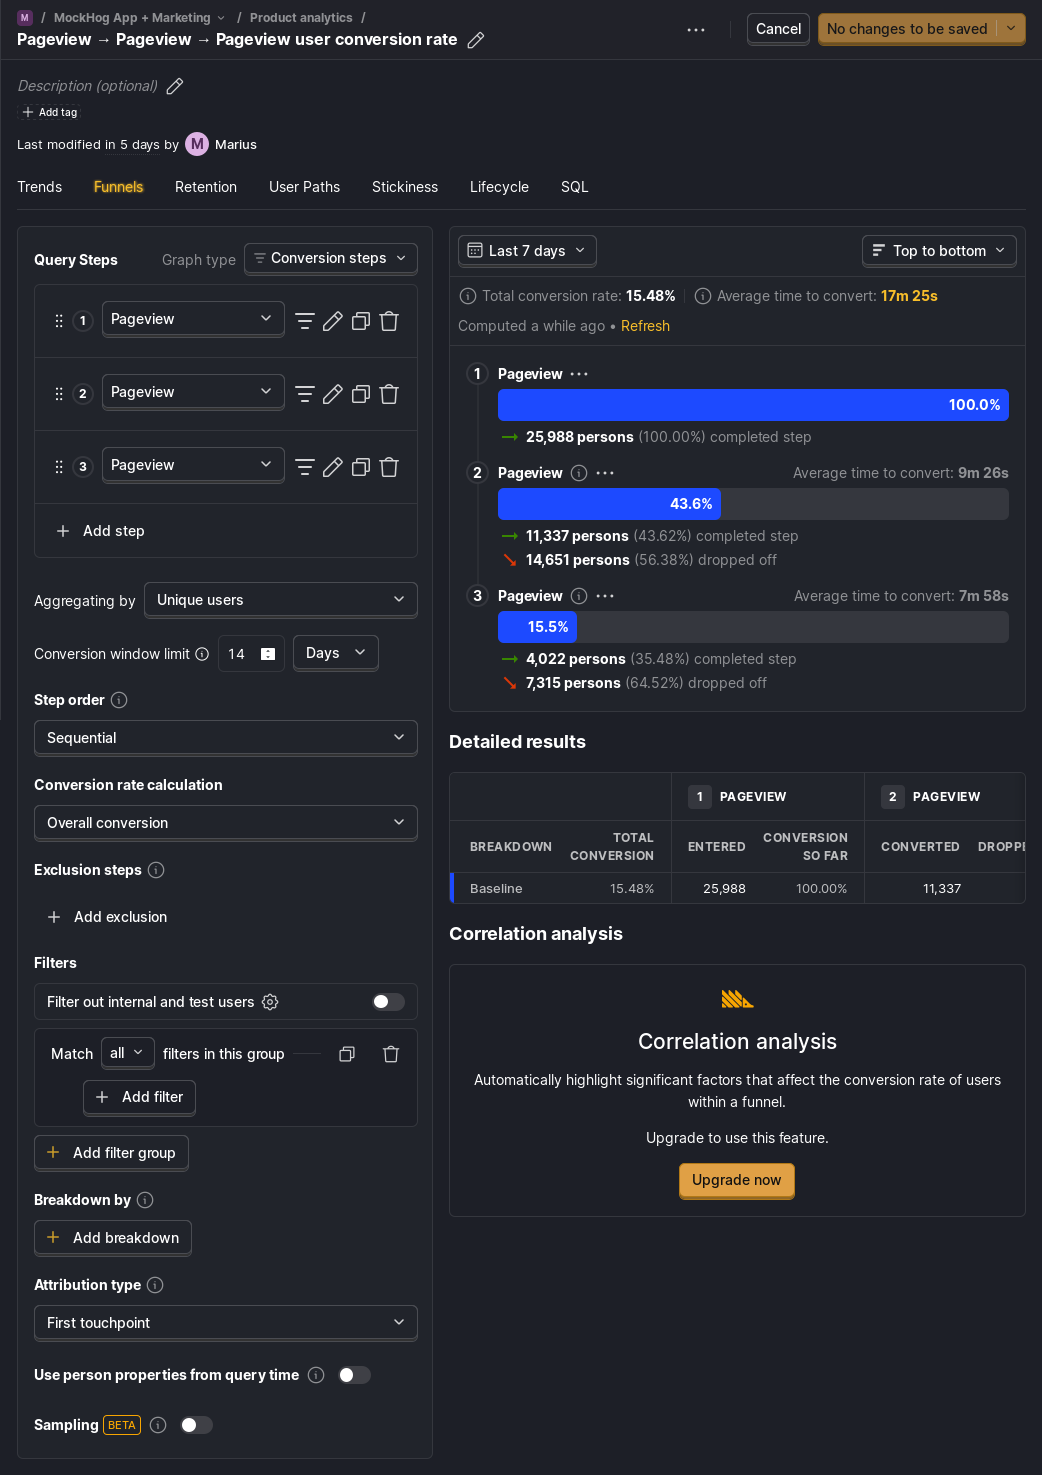 M / MockHog App + Marketing / Product analytics /
Pageview → Pageview → Pageview user conversion rate
Cancel
No changes to be saved
Description (optional)
Add tag
Last modified in 5 days by M Marius
Trends Funnels Retention User Paths Stickiness Lifecycle SQL
Query Steps Graph type Conversion steps
1 Pageview
2 Pageview
3 Pageview
Add step
Aggregating by Unique users
Conversion window limit 14 Days
Step order
Sequential
Conversion rate calculation
Overall conversion
Exclusion steps
Add exclusion
Filters
Filter out internal and test users
Match all filters in this group
Add filter
Add filter group
Breakdown by
Add breakdown
Attribution type
First touchpoint
Use person properties from query time
Sampling BETA
Last 7 days Top to bottom
Total conversion rate: 15.48% Average time to convert: 17m 25s
Computed a while ago • Refresh
1 Pageview
100.0%
→ 25,988 persons (100.00%) completed step
2 Pageview Average time to convert: 9m 26s
43.6%
→ 11,337 persons (43.62%) completed step
↘ 14,651 persons (56.38%) dropped off
3 Pageview Average time to convert: 7m 58s
15.5%
→ 4,022 persons (35.48%) completed step
↘ 7,315 persons (64.52%) dropped off
Detailed results
1 PAGEVIEW 2 PAGEVIEW
BREAKDOWN TOTAL CONVERSION ENTERED CONVERSION SO FAR CONVERTED DROPPE
Baseline 15.48% 25,988 100.00% 11,337
Correlation analysis
Correlation analysis
Automatically highlight significant factors that affect the conversion rate of users
within a funnel.
Upgrade to use this feature.
Upgrade now